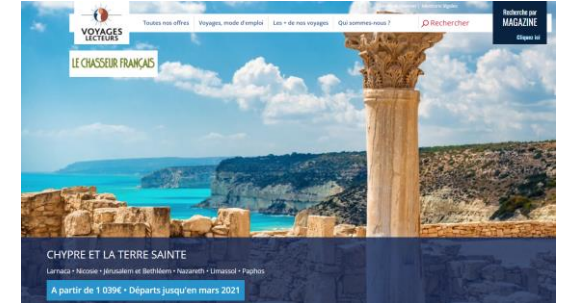 Mentions légales
Recherche par
MAGAZINE
Cliquez ici
Toutes nos offres
Voyages, mode d'emploi
Les + de nos voyages
Qui sommes-nous ?
Rechercher
VOYAGES
LECTEURS
LE CHASSEUR FRANÇAIS
CHYPRE ET LA TERRE SAINTE
Larnaca • Nicosie • Jérusalem et Bethléem • Nazareth • Limassol • Paphos
A partir de 1 039€ • Départs jusqu'en mars 2021